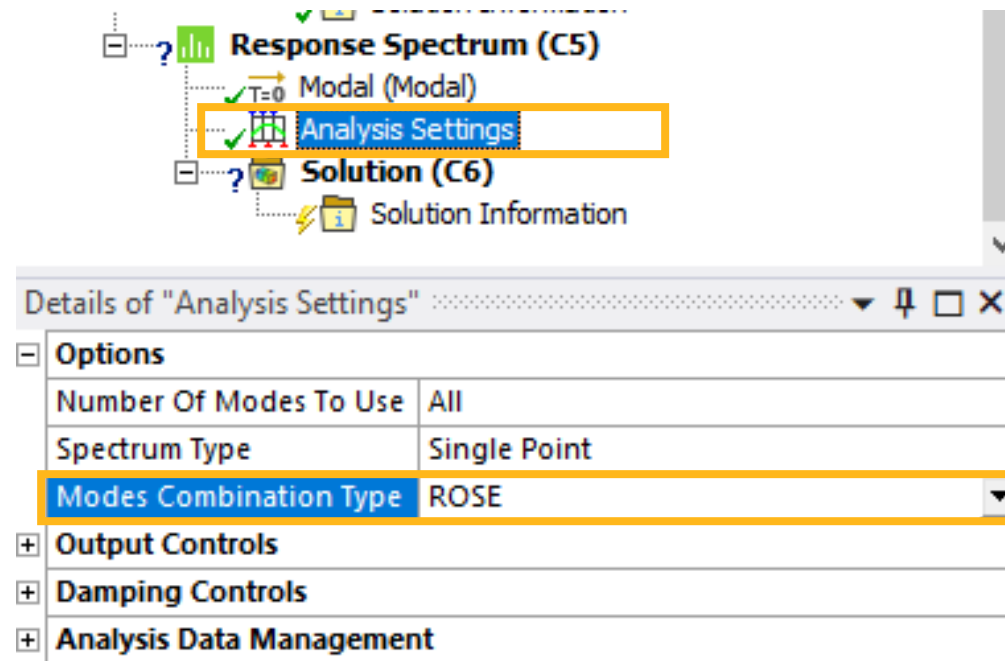 Solution Information
Response Spectrum (C5)
T=0 Modal (Modal)
Analysis Settings
Solution (C6)
Solution Information
Details of "Analysis Settings"
Options
Number Of Modes To Use All
Spectrum Type Single Point
Modes Combination Type ROSE
Output Controls
Damping Controls
Analysis Data Management